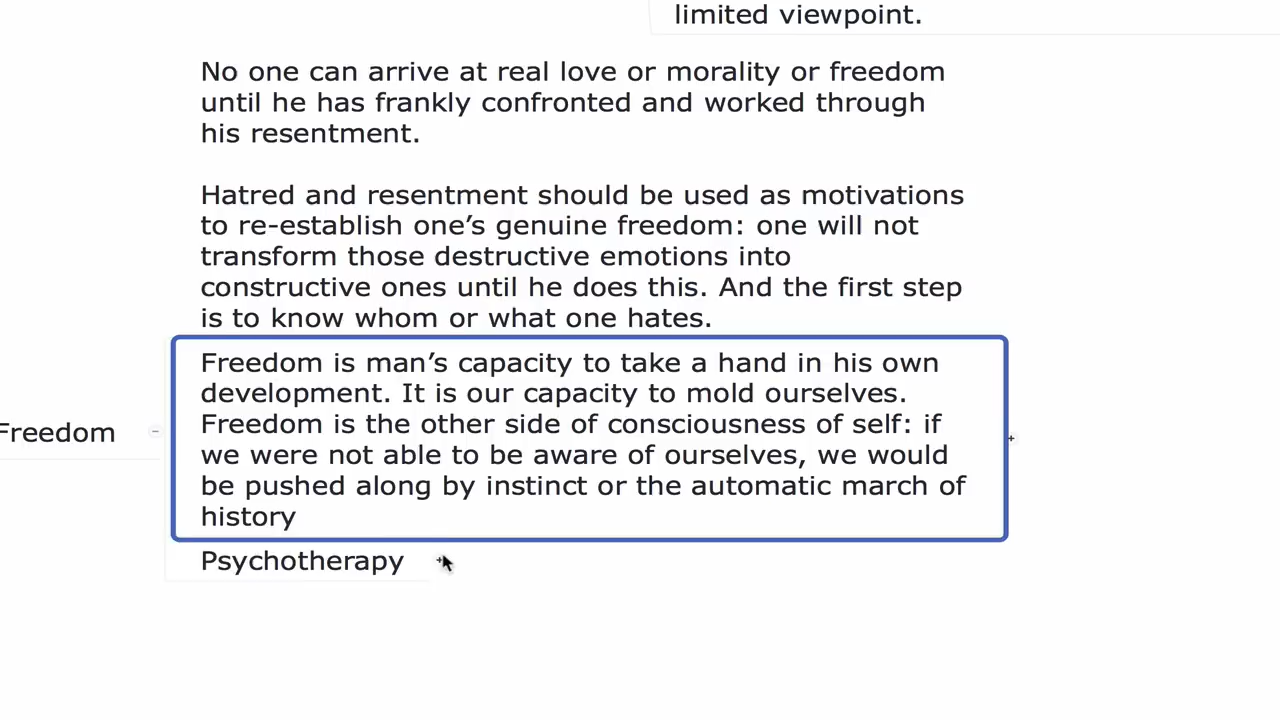 limited viewpoint.
No one can arrive at real love or morality or freedom
until he has frankly confronted and worked through
his resentment.
Hatred and resentment should be used as motivations
to re-establish one’s genuine freedom: one will not
transform those destructive emotions into
constructive ones until he does this. And the first step
is to know whom or what one hates.
Freedom is man’s capacity to take a hand in his own
development. It is our capacity to mold ourselves.
Freedom is the other side of consciousness of self: if
Freedom
we were not able to be aware of ourselves, we would
be pushed along by instinct or the automatic march of
history
Psychotherapy